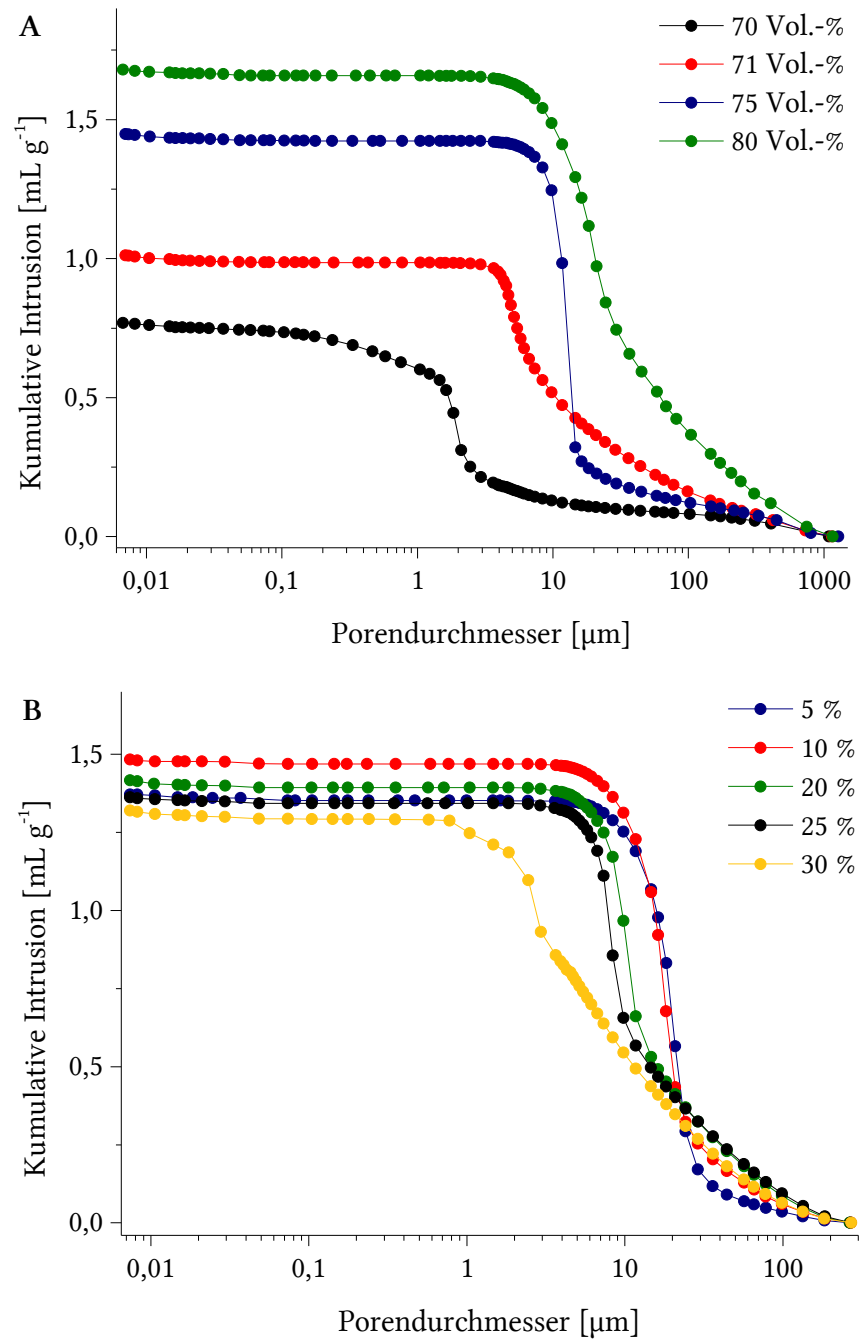 A
70 Vol.-%
71 Vol.-%
75 Vol.-%
80 Vol.-%
1,5
1,0
0,5
0,0
Kumulative Intrusion [mL g⁻¹]
0,01 0,1 1 10 100 1000
Porendurchmesser [µm]
B
5 %
10 %
20 %
25 %
30 %
1,5
1,0
0,5
0,0
Kumulative Intrusion [mL g⁻¹]
0,01 0,1 1 10 100
Porendurchmesser [µm]